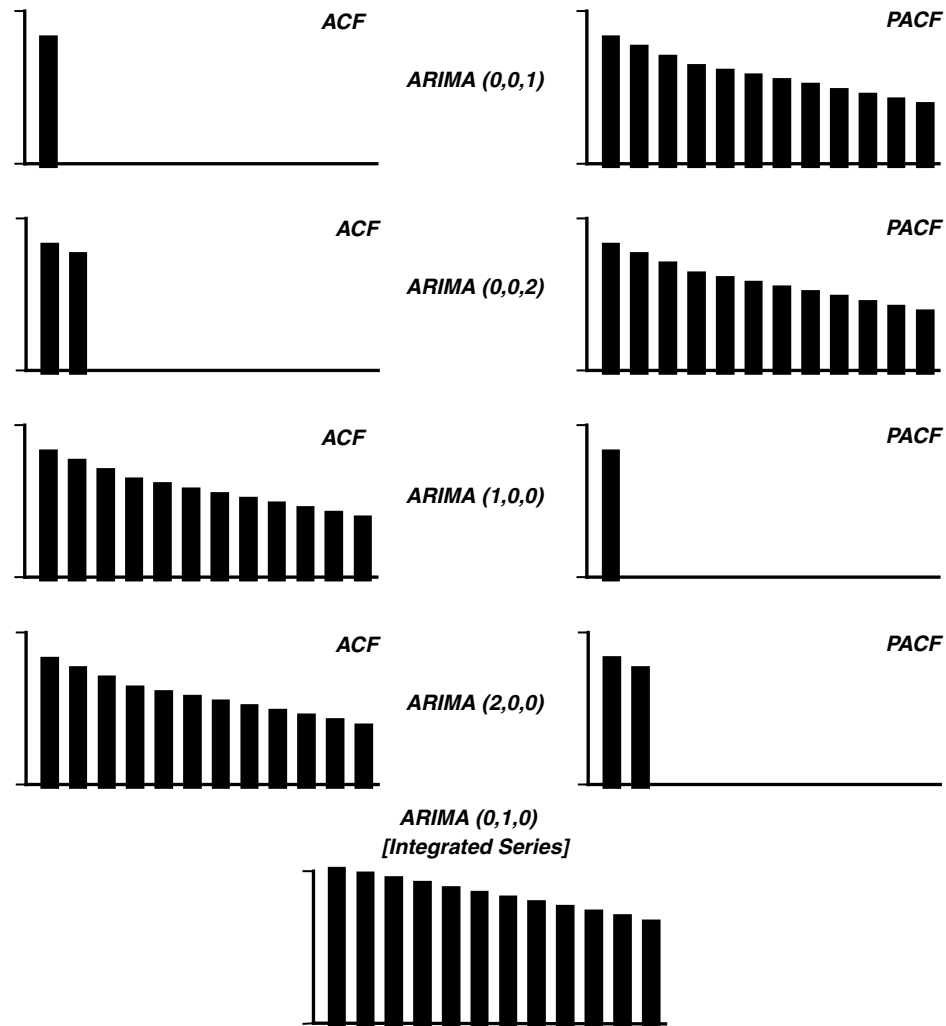 ACF
PACF
ARIMA (0,0,1)
ACF
PACF
ARIMA (0,0,2)
ACF
PACF
ARIMA (1,0,0)
ACF
PACF
ARIMA (2,0,0)
ARIMA (0,1,0)
[Integrated Series]